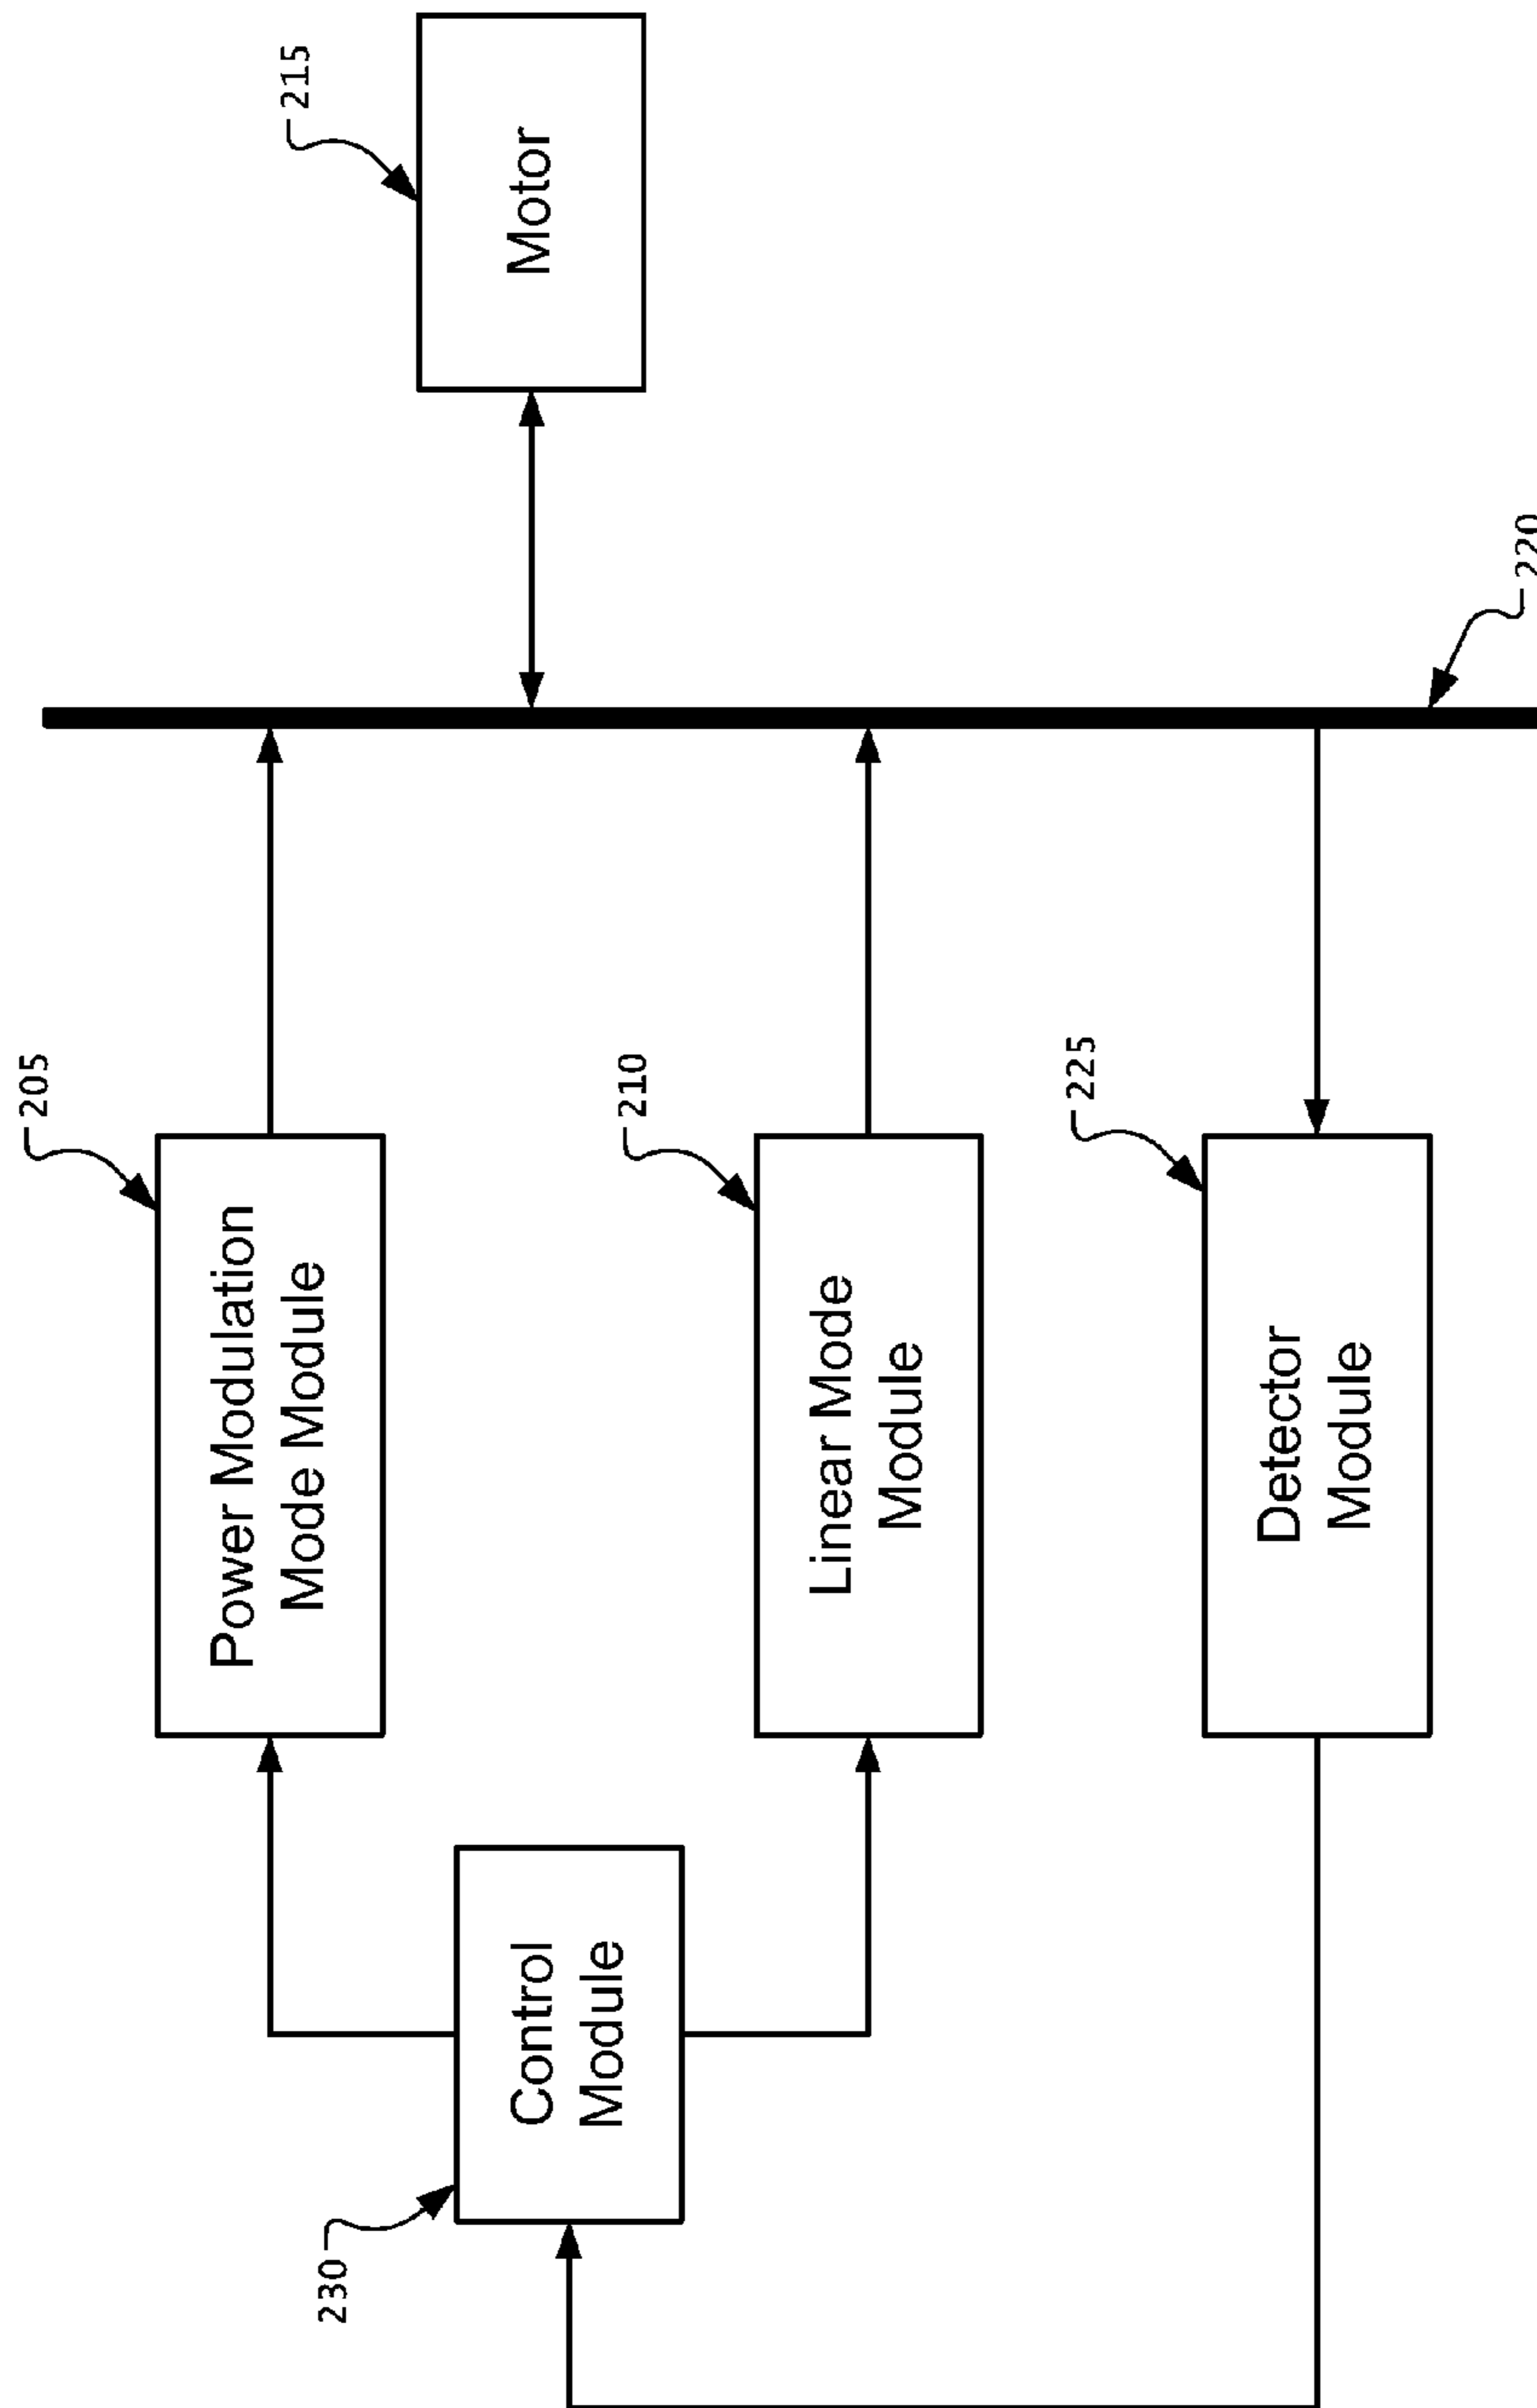 205
Power Modulation
Mode Module
215
Motor
230
Control
Module
210
Linear Mode
Module
225
Detector
Module
220